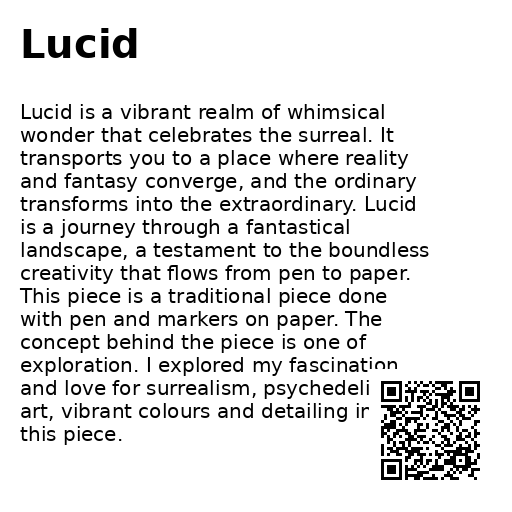 Lucid
Lucid is a vibrant realm of whimsical
wonder that celebrates the surreal. It
transports you to a place where reality
and fantasy converge, and the ordinary
transforms into the extraordinary. Lucid
is a journey through a fantastical
landscape, a testament to the boundless
creativity that flows from pen to paper.
This piece is a traditional piece done
with pen and markers on paper. The
concept behind the piece is one of
exploration. I explored my fascination
and love for surrealism, psychedeli
art, vibrant colours and detailing in
this piece.